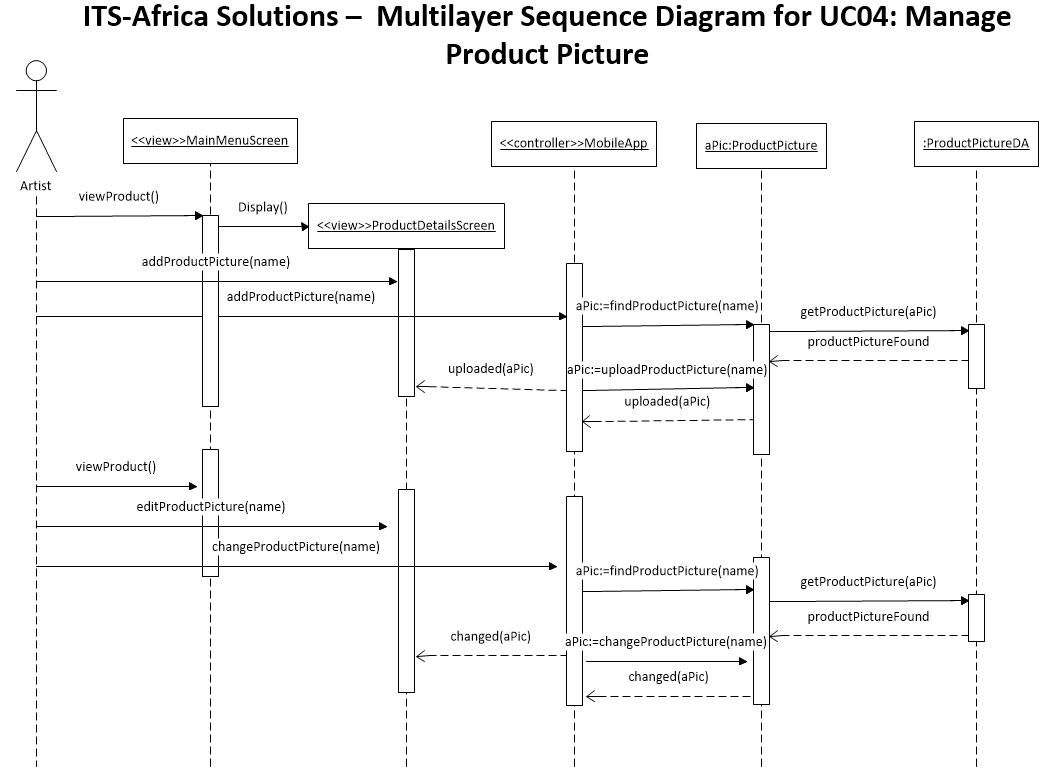 ITS-Africa Solutions – Multilayer Sequence Diagram for UC04: Manage
Product Picture
<<view>>MainMenuScreen
<<controller>>MobileApp
aPic:ProductPicture
:ProductPictureDA
Artist
viewProduct()
Display()
<<view>>ProductDetailsScreen
addProductPicture(name)
addProductPicture(name)
aPic:=findProductPicture(name)
getProductPicture(aPic)
productPictureFound
uploaded(aPic)
aPic:=uploadProductPicture(name)
uploaded(aPic)
viewProduct()
editProductPicture(name)
changeProductPicture(name)
aPic:=findProductPicture(name)
getProductPicture(aPic)
productPictureFound
changed(aPic)
aPic:=changeProductPicture(name)
changed(aPic)